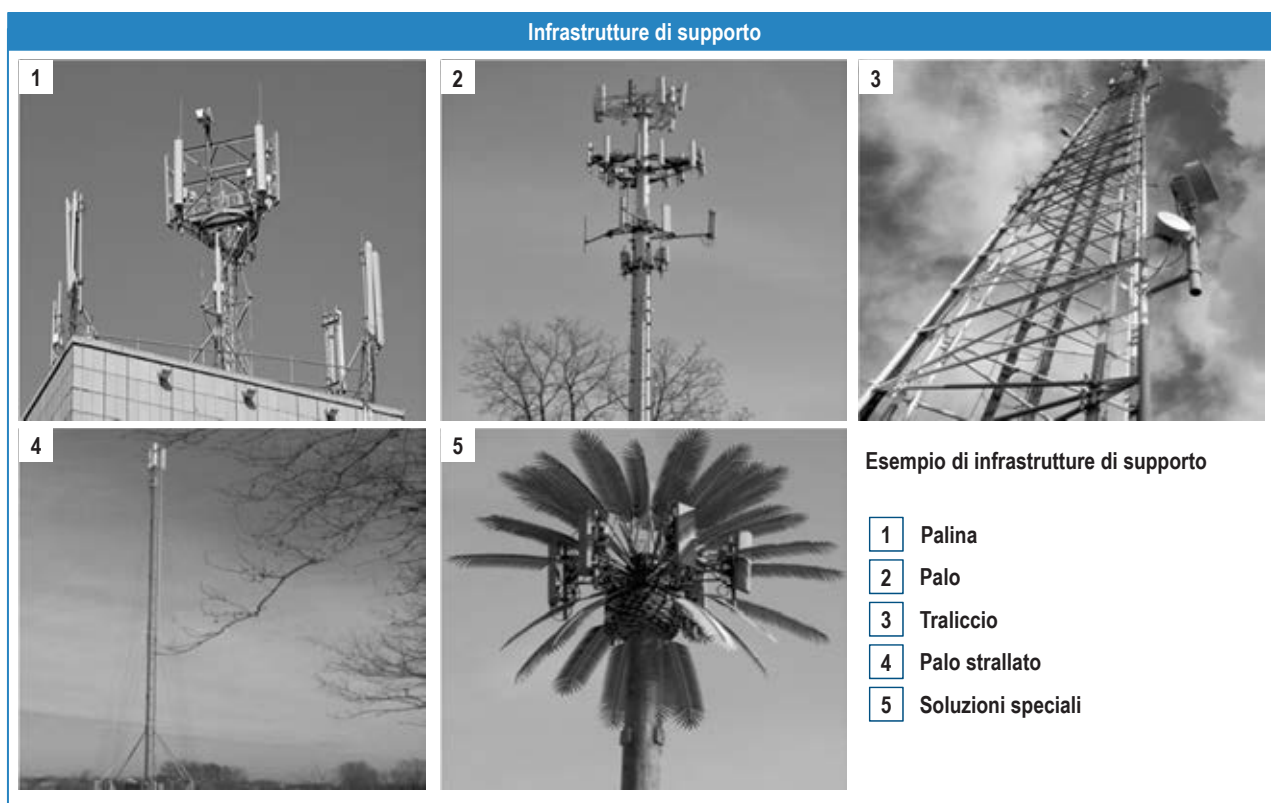 Infrastrutture di supporto
1
2
3
4
5
Esempio di infrastrutture di supporto
1 Palina
2 Palo
3 Traliccio
4 Palo strallato
5 Soluzioni speciali